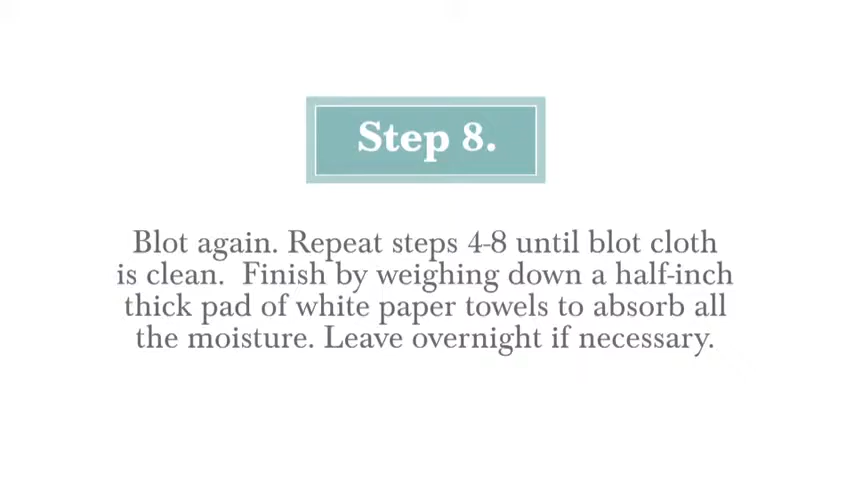 Step 8.
Blot again. Repeat steps 4-8 until blot cloth
is clean.  Finish by weighing down a half-inch
thick pad of white paper towels to absorb all
the moisture. Leave overnight if necessary.